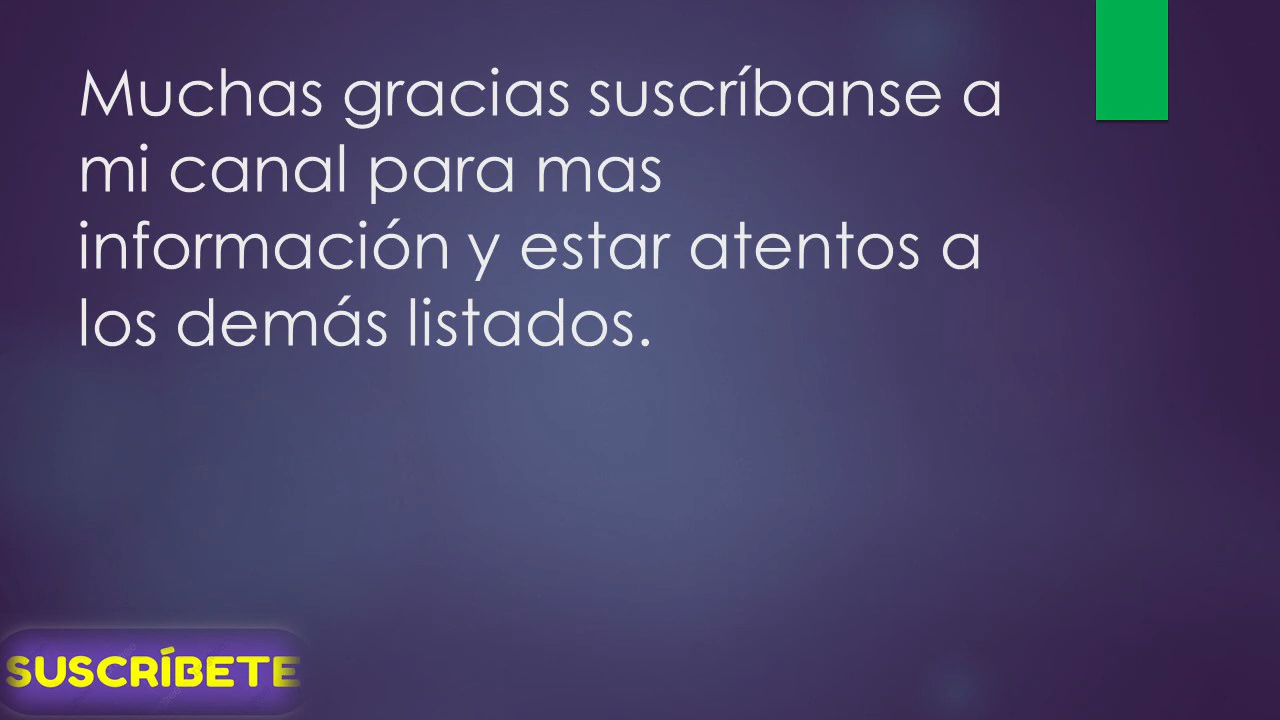 Muchas gracias suscríbanse a
mi canal para mas
información y estar atentos a
los demás listados.
SUSCRÍBETE